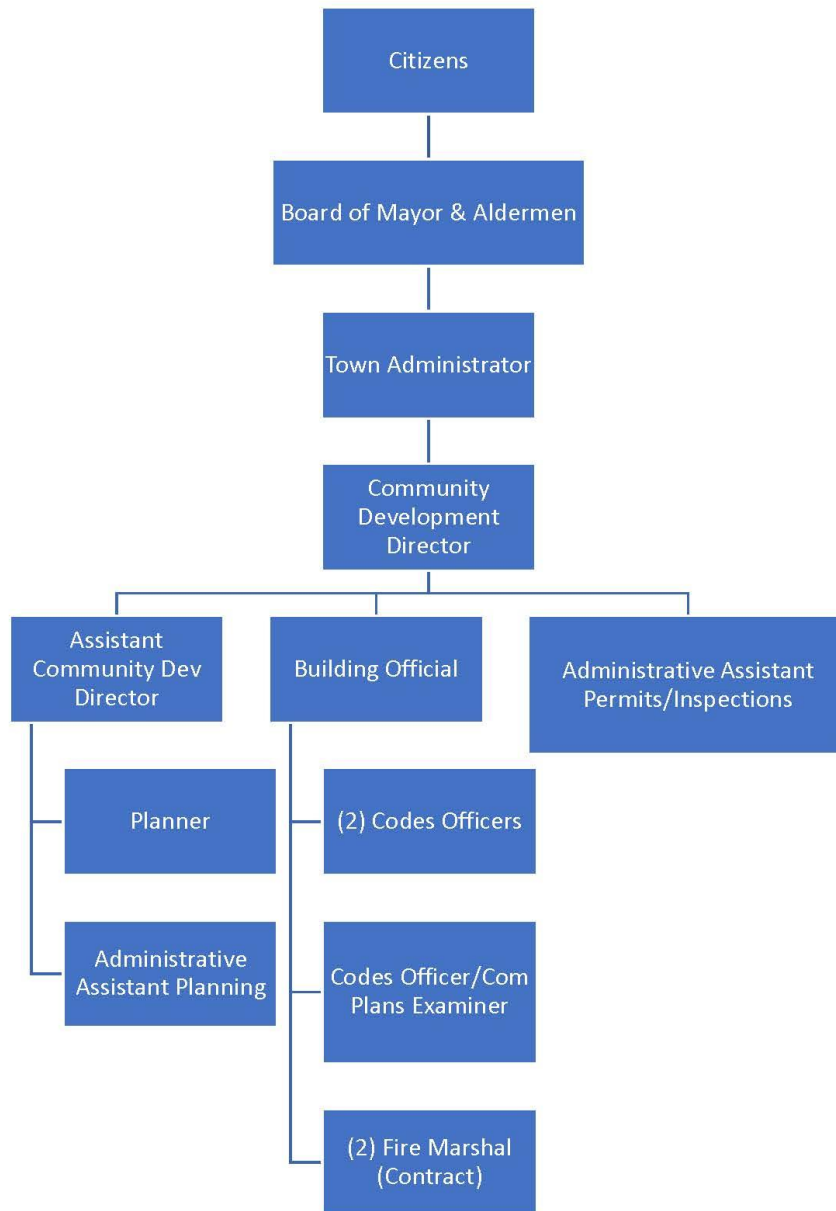 Citizens
Board of Mayor & Aldermen
Town Administrator
Community
Development
Director
Assistant
Community Dev
Director
Building Official
Administrative Assistant
Permits/Inspections
Planner
(2) Codes Officers
Administrative
Assistant Planning
Codes Officer/Com
Plans Examiner
(2) Fire Marshal
(Contract)